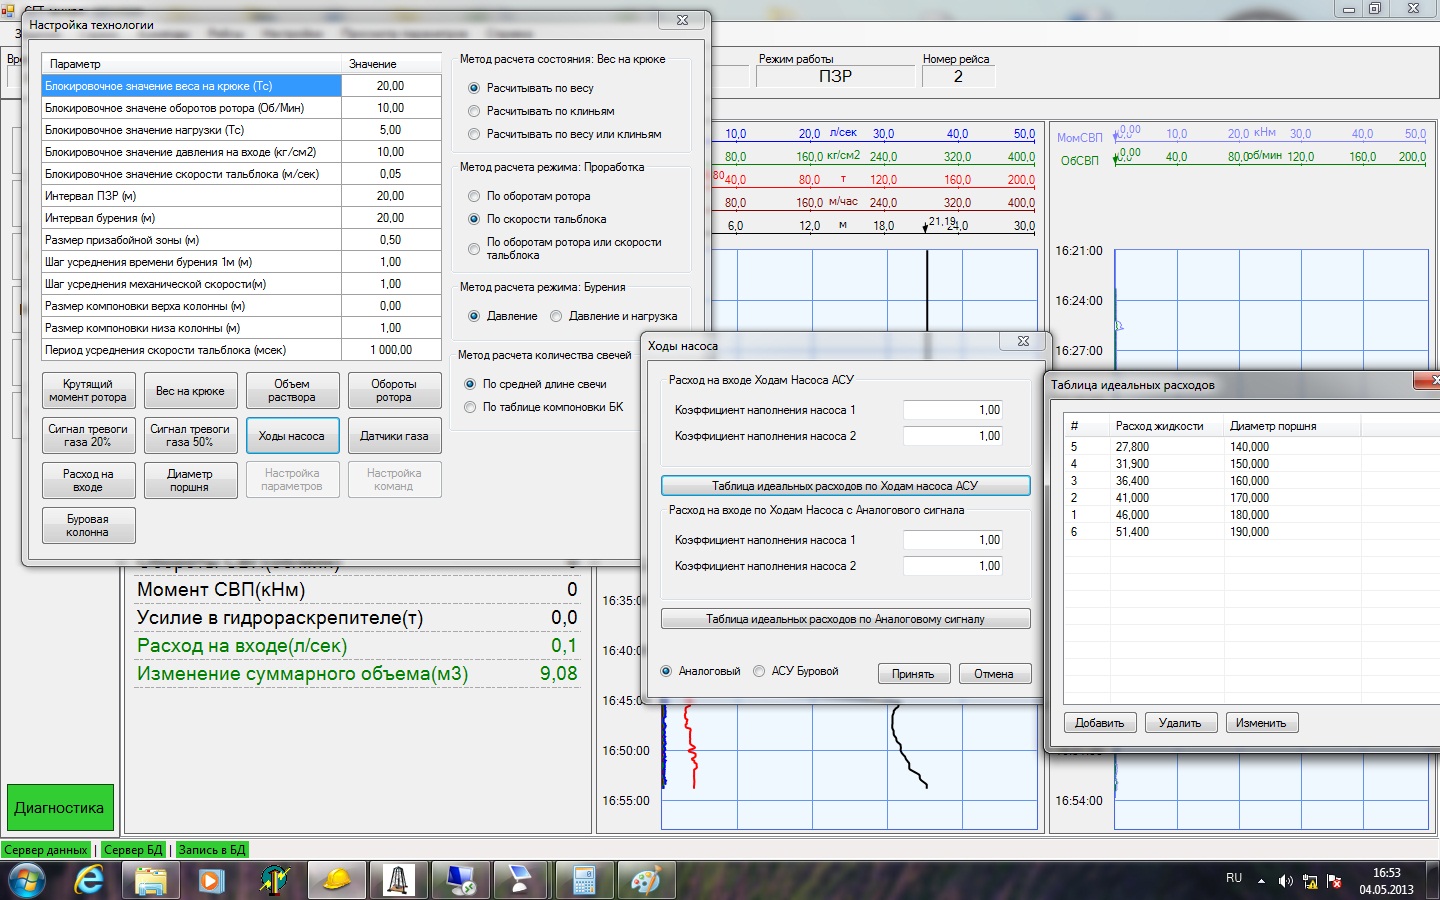 Настройка технологии
Параметр Значение
Блокировочное значение веса на крюке (Тс) 20,00
Блокировочное значене оборотов ротора (Об/Мин) 10,00
Блокировочное значение нагрузки (Тс) 5,00
Блокировочное значение давления на входе (кг/см2) 10,00
Блокировочное значение скорости тальблока (м/сек) 0,05
Интервал ПЗР (м) 20,00
Интервал бурения (м) 20,00
Размер призабойной зоны (м) 0,50
Шаг усреднения времени бурения 1м (м) 1,00
Шаг усреднения механической скорости(м) 1,00
Размер компоновки верха колонны (м) 0,00
Размер компоновки низа колонны (м) 1,00
Период усреднения скорости тальблока (мсек) 1 000,00
Крутящий момент ротора
Вес на крюке
Объем раствора
Обороты ротора
Сигнал тревоги газа 20%
Сигнал тревоги газа 50%
Ходы насоса
Датчики газа
Расход на входе
Диаметр поршня
Настройка параметров
Настройка команд
Буровая колонна
Метод расчета состояния: Вес на крюке
Расчитывать по весу
Расчитывать по клиньям
Расчитывать по весу или клиньям
Метод расчета режима: Проработка
По оборотам ротора
По скорости тальблока
По оборотам ротора или скорости
тальблока
Метод расчета режима: Бурения
Давление Давление и нагрузка
Метод расчета количества свечей
По средней длине свечи
По таблице компоновки БК
Режим работы
ПЗР
Номер рейса
2
10,0 20,0 л/сек 30,0 40,0 50,0
80,0 160,0 кг/см2 240,0 320,0 400,0
40,0 80,0 т 120,0 160,0 200,0
80,0 160,0 м/час 240,0 320,0 400,0
6,0 12,0 м 18,0 21,19 24,0 30,0
МомСВП 0,00 10,0 20,0 кНм 30,0 40,0 50,0
ОбСВП 0,00 40,0 80,0 об/мин 120,0 160,0 200,0
16:21:00
16:24:00
16:27:00
Ходы насоса
Расход на входе Ходам Насоса АСУ
Коэффициент наполнения насоса 1 1,00
Коэффициент наполнения насоса 2 1,00
Таблица идеальных расходов по Ходам насоса АСУ
Расход на входе по Ходам Насоса с Аналогового сигнала
Коэффициент наполнения насоса 1 1,00
Коэффициент наполнения насоса 2 1,00
Таблица идеальных расходов по Аналоговому сигналу
Аналоговый АСУ Буровой Принять Отмена
Таблица идеальных расходов
# Расход жидкости Диаметр поршня
5 27,800 140,000
4 31,900 150,000
3 36,400 160,000
2 41,000 170,000
1 46,000 180,000
6 51,400 190,000
Добавить Удалить Изменить
Момент СВП(кНм) 0
Усилие в гидрораскрепителе(т) 0,0
Расход на входе(л/сек) 0,1
Изменение суммарного объема(м3) 9,08
16:35:0
16:40:0
16:45:0
16:50:00
16:55:00
16:54:00
Диагностика
Сервер данных | Сервер БД | Запись в БД
RU 16:53
04.05.2013